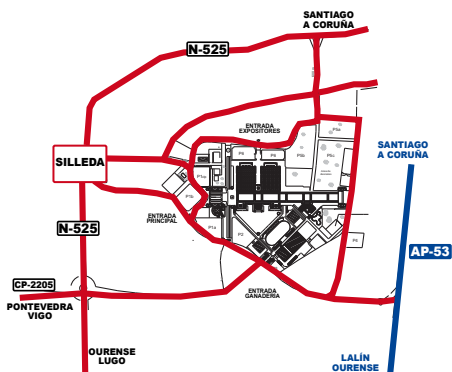 SANTIAGO
A CORUÑA
N-525
ENTRADA
EXPOSITORES
SANTIAGO
A CORUÑA
SILLEDA
ENTRADA
PRINCIPAL
N-525
AP-53
CP-2205
PONTEVEDRA
VIGO
ENTRADA
GANADERÍA
OURENSE
LUGO
LALÍN
OURENSE